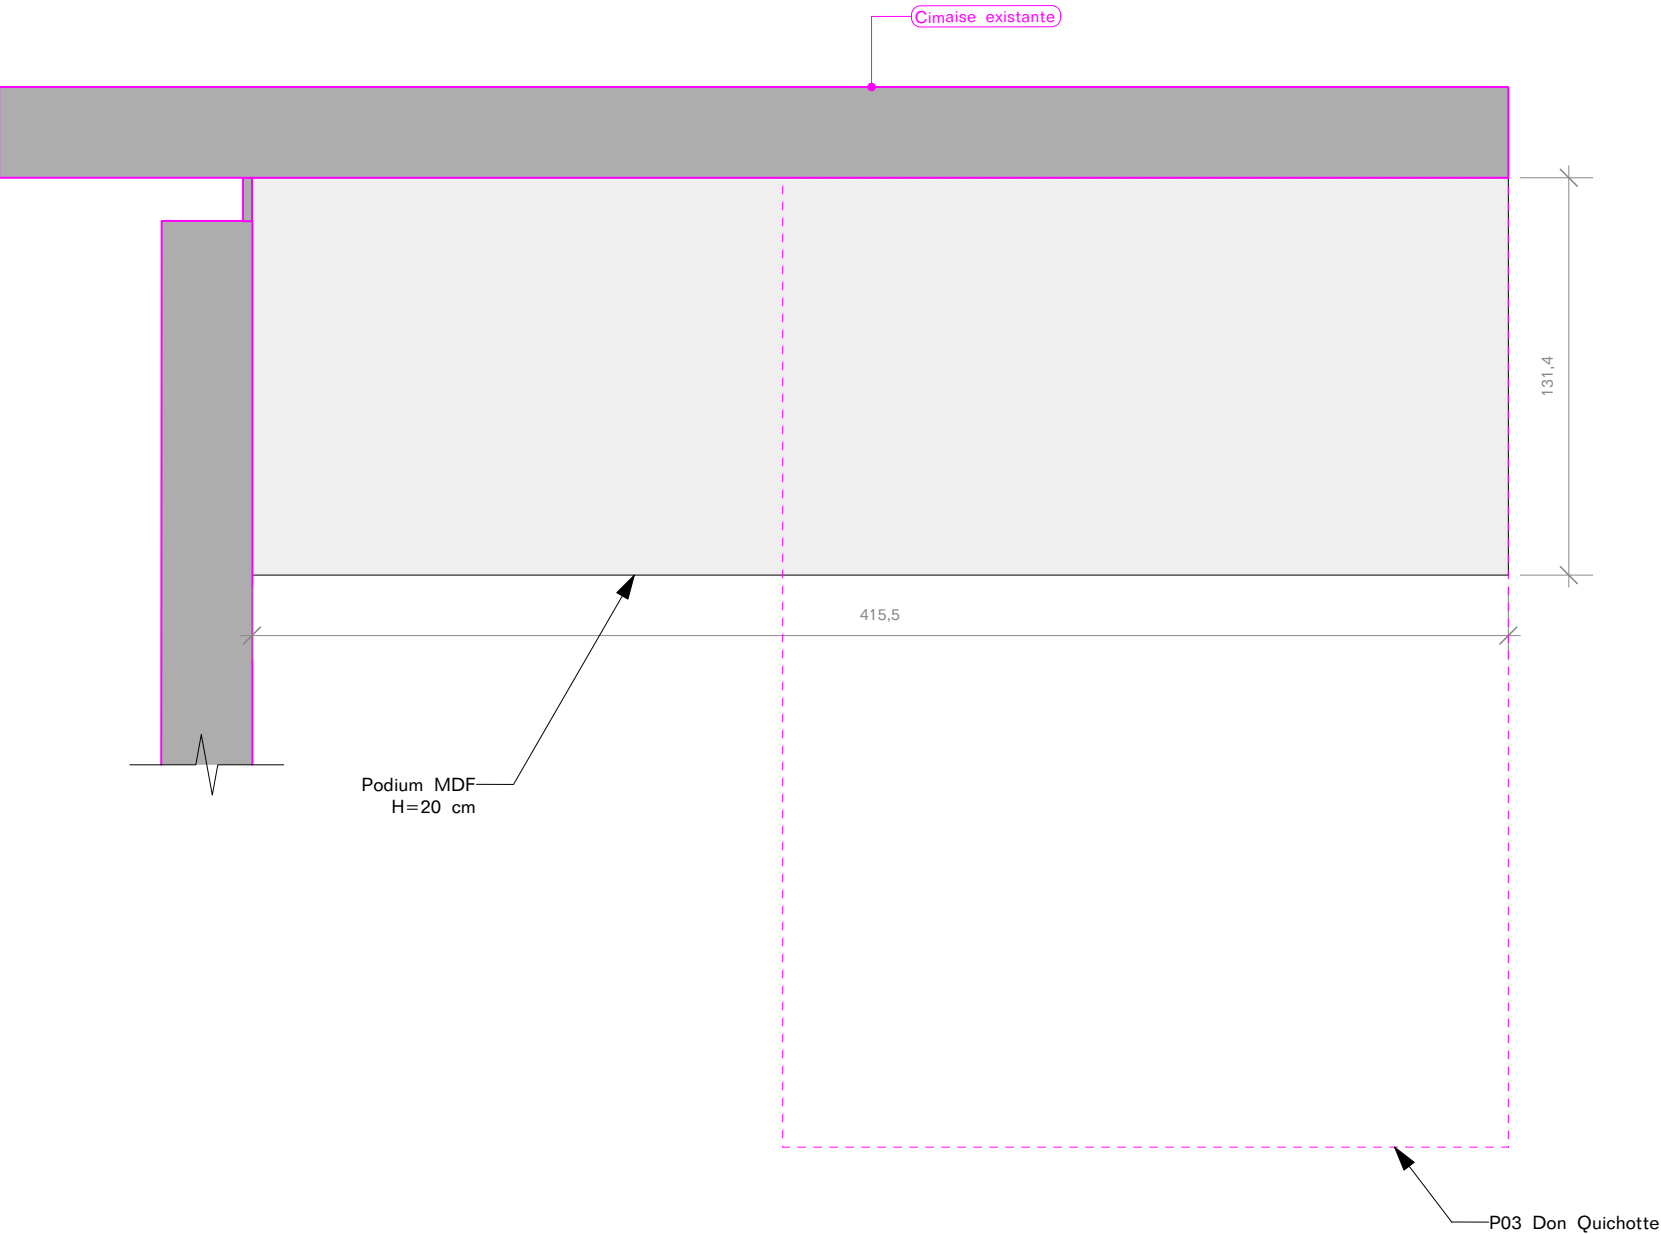 Cimaise existante
131,4
415,5
Podium MDF
H=20 cm
P03 Don Quichotte